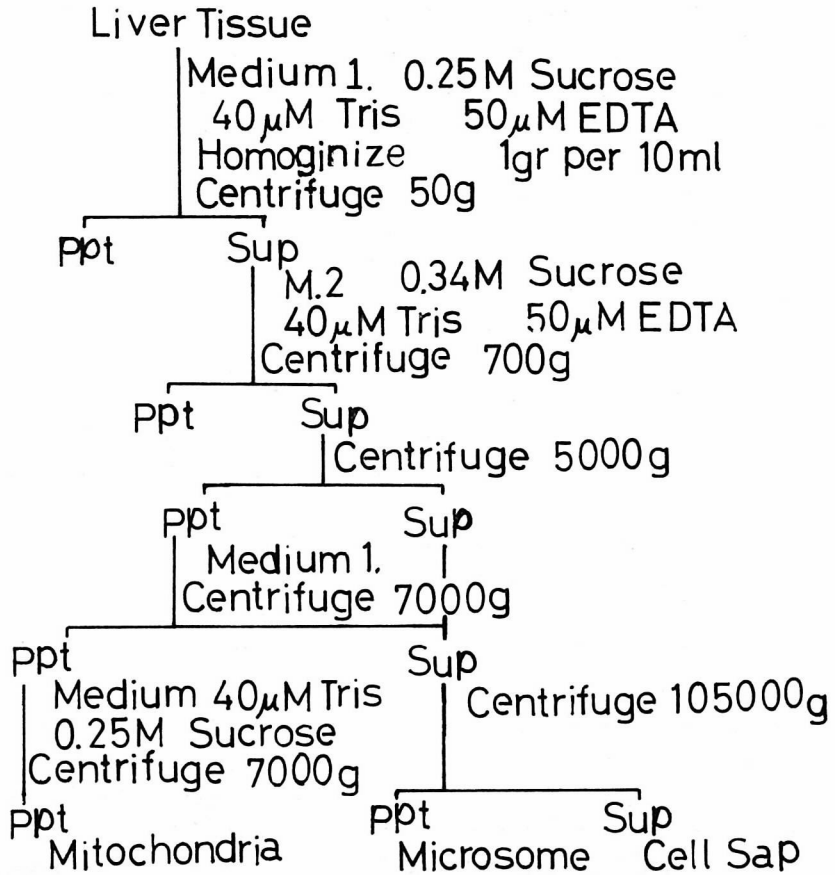 Liver Tissue
Medium 1. 0.25M Sucrose
40μM Tris 50μM EDTA
Homoginize 1gr per 10ml
Centrifuge 50g
ppt Sup
M.2 0.34M Sucrose
40μM Tris 50μM EDTA
Centrifuge 700g
ppt Sup
Centrifuge 5000g
ppt Sup
Medium 1.
Centrifuge 7000g
ppt Sup
Medium 40μM Tris
0.25M Sucrose
Centrifuge 7000g
Centrifuge 105000g
ppt
Mitochondria
ppt Sup
Microsome Cell Sap